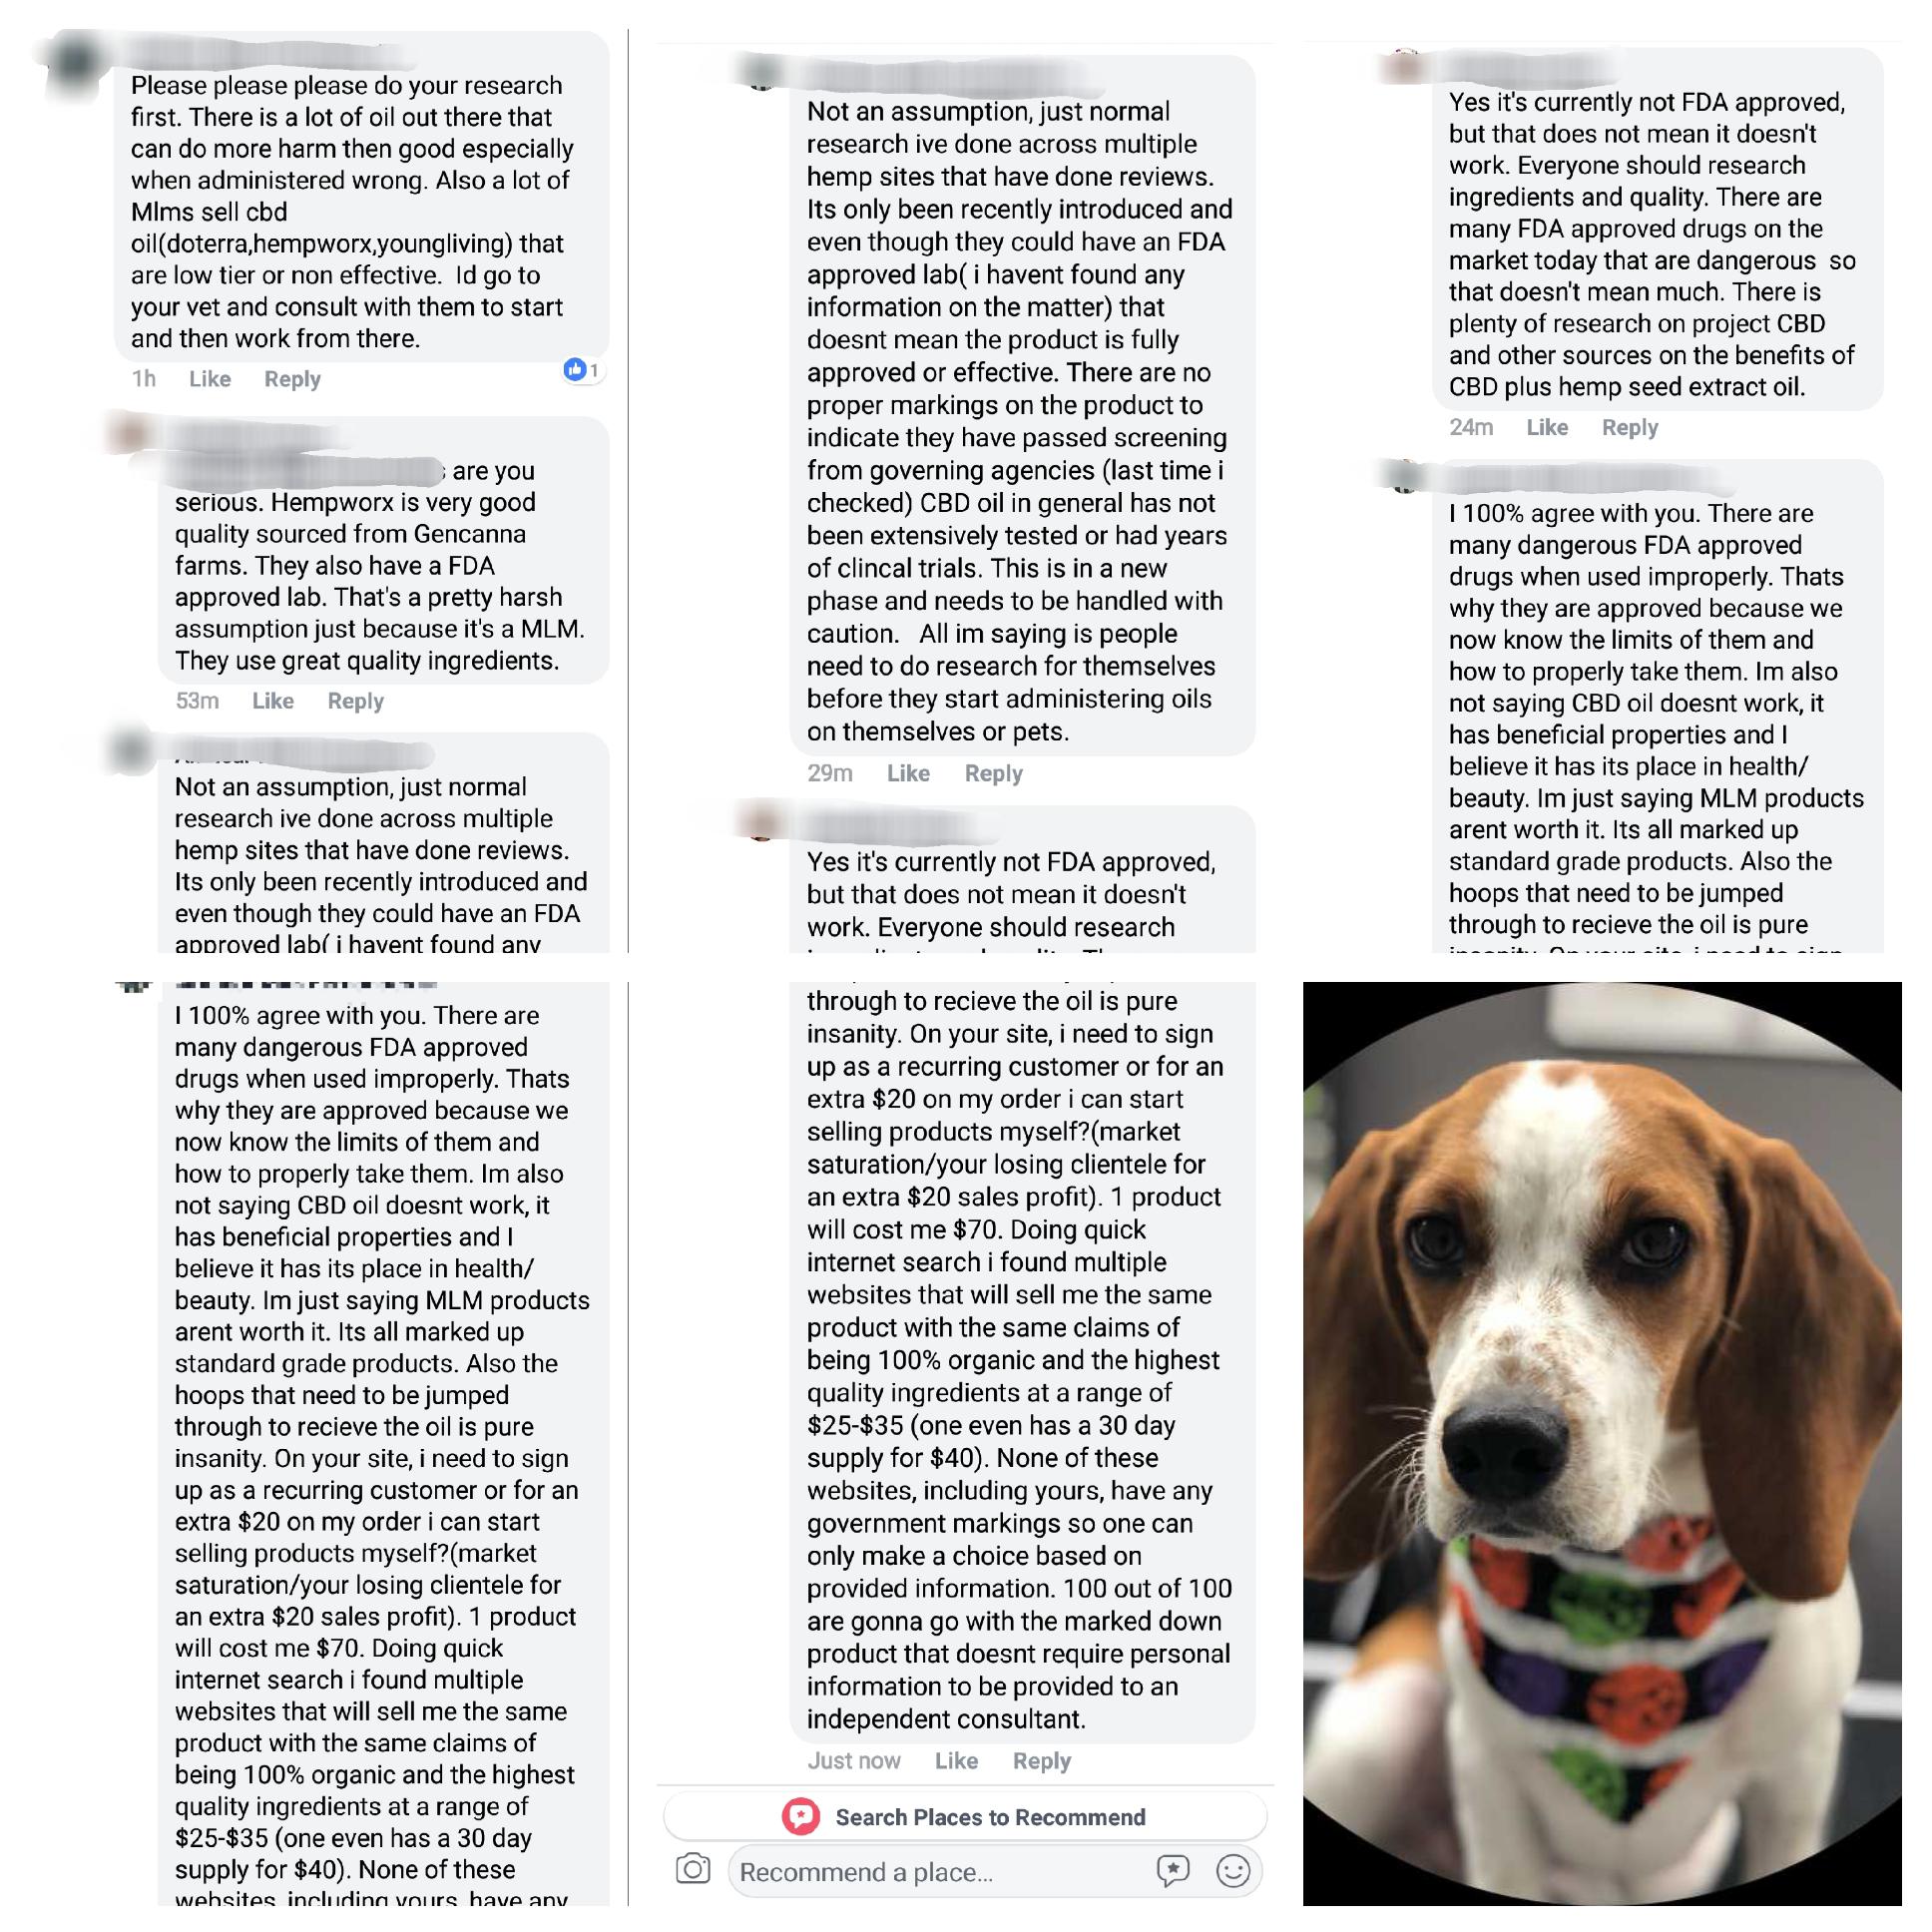 Please please please do your research
first. There is a lot of oil out there that
can do more harm then good especially
when administered wrong. Also a lot of
Mlms sell cbd
oil(doterra,hempworx,youngliving) that
are low tier or non effective.  Id go to
your vet and consult with them to start
and then work from there.
1h Like Reply 1
are you
serious. Hempworx is very good
quality sourced from Gencanna
farms. They also have a FDA
approved lab. That's a pretty harsh
assumption just because it's a MLM.
They use great quality ingredients.
53m Like Reply
Not an assumption, just normal
research ive done across multiple
hemp sites that have done reviews.
Its only been recently introduced and
even though they could have an FDA
approved lab( i havent found any
Not an assumption, just normal
research ive done across multiple
hemp sites that have done reviews.
Its only been recently introduced and
even though they could have an FDA
approved lab( i havent found any
information on the matter) that
doesnt mean the product is fully
approved or effective. There are no
proper markings on the product to
indicate they have passed screening
from governing agencies (last time i
checked) CBD oil in general has not
been extensively tested or had years
of clincal trials. This is in a new
phase and needs to be handled with
caution.   All im saying is people
need to do research for themselves
before they start administering oils
on themselves or pets.
29m Like Reply
Yes it's currently not FDA approved,
but that does not mean it doesn't
work. Everyone should research
Yes it's currently not FDA approved,
but that does not mean it doesn't
work. Everyone should research
ingredients and quality. There are
many FDA approved drugs on the
market today that are dangerous  so
that doesn't mean much. There is
plenty of research on project CBD
and other sources on the benefits of
CBD plus hemp seed extract oil.
24m Like Reply
I 100% agree with you. There are
many dangerous FDA approved
drugs when used improperly. Thats
why they are approved because we
now know the limits of them and
how to properly take them. Im also
not saying CBD oil doesnt work, it
has beneficial properties and I
believe it has its place in health/
beauty. Im just saying MLM products
arent worth it. Its all marked up
standard grade products. Also the
hoops that need to be jumped
through to recieve the oil is pure
insanity. On your site, i need to sign
I 100% agree with you. There are
many dangerous FDA approved
drugs when used improperly. Thats
why they are approved because we
now know the limits of them and
how to properly take them. Im also
not saying CBD oil doesnt work, it
has beneficial properties and I
believe it has its place in health/
beauty. Im just saying MLM products
arent worth it. Its all marked up
standard grade products. Also the
hoops that need to be jumped
through to recieve the oil is pure
insanity. On your site, i need to sign
up as a recurring customer or for an
extra $20 on my order i can start
selling products myself?(market
saturation/your losing clientele for
an extra $20 sales profit). 1 product
will cost me $70. Doing quick
internet search i found multiple
websites that will sell me the same
product with the same claims of
being 100% organic and the highest
quality ingredients at a range of
$25-$35 (one even has a 30 day
supply for $40). None of these
websites, including yours, have any
through to recieve the oil is pure
insanity. On your site, i need to sign
up as a recurring customer or for an
extra $20 on my order i can start
selling products myself?(market
saturation/your losing clientele for
an extra $20 sales profit). 1 product
will cost me $70. Doing quick
internet search i found multiple
websites that will sell me the same
product with the same claims of
being 100% organic and the highest
quality ingredients at a range of
$25-$35 (one even has a 30 day
supply for $40). None of these
websites, including yours, have any
government markings so one can
only make a choice based on
provided information. 100 out of 100
are gonna go with the marked down
product that doesnt require personal
information to be provided to an
independent consultant.
Just now Like Reply
Search Places to Recommend
Recommend a place...